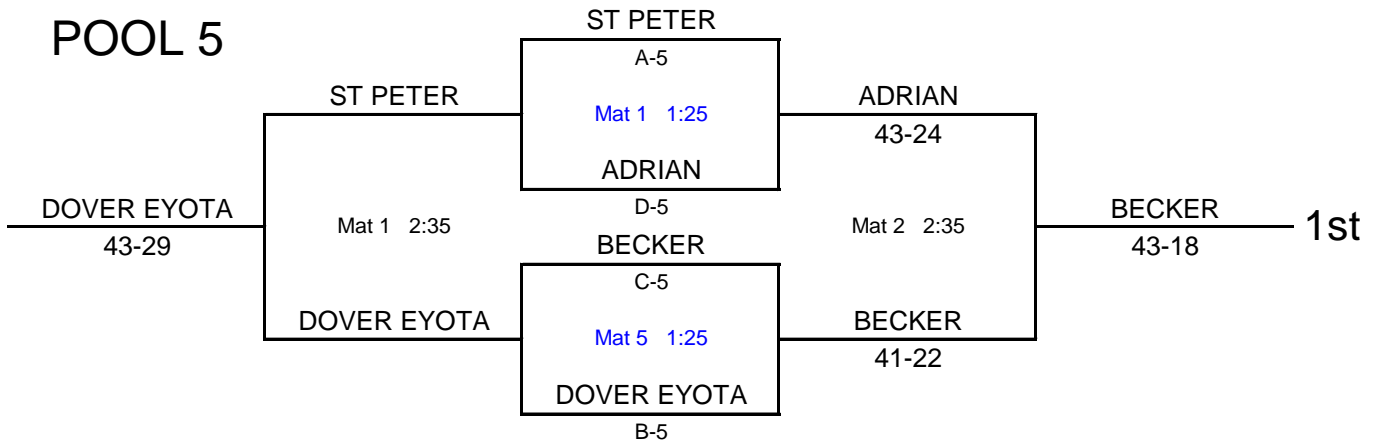 POOL 5
ST PETER
A-5
ST PETER
Mat 1 1:25
ADRIAN
43-24
ADRIAN
D-5
DOVER EYOTA
43-29
Mat 1 2:35
Mat 2 2:35
BECKER
43-18
1st
BECKER
C-5
DOVER EYOTA
Mat 5 1:25
BECKER
41-22
DOVER EYOTA
B-5